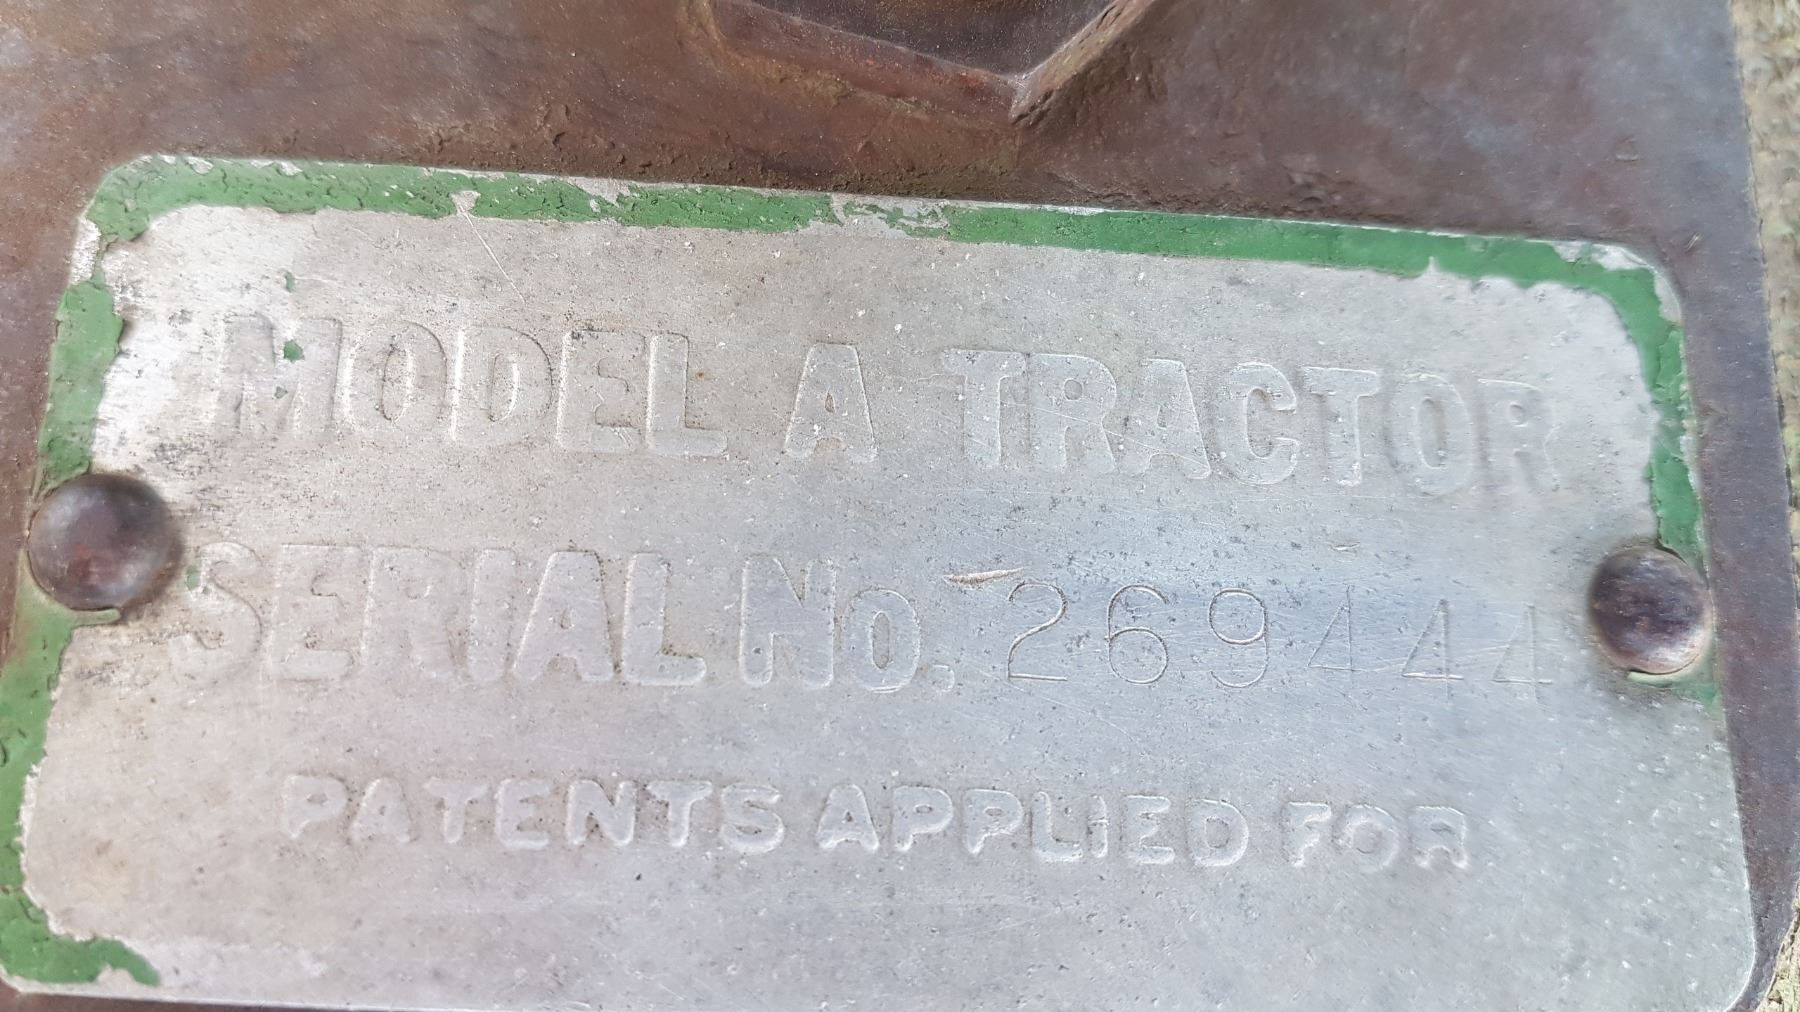 MODEL A TRACTOR
SERIAL No. 269444
PATENTS APPLIED FOR